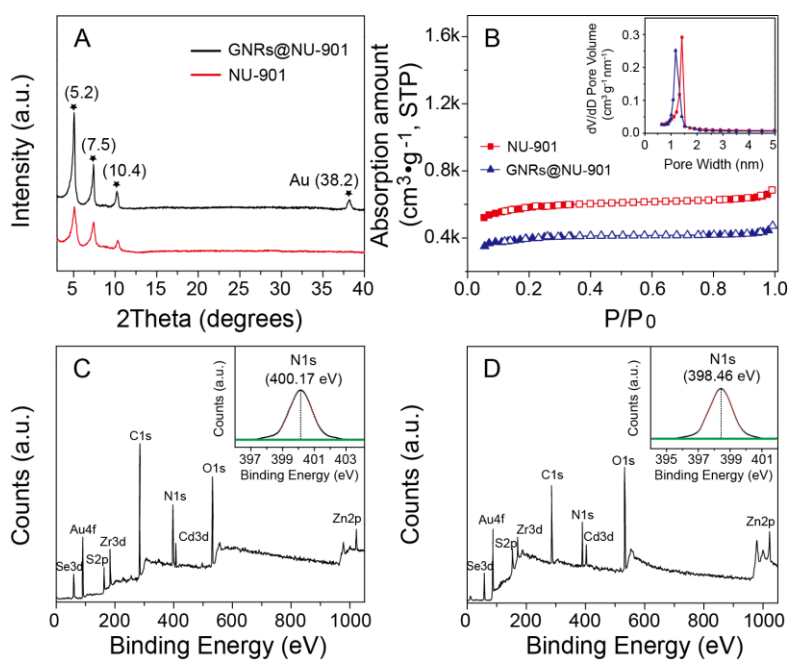 A
GNRs@NU-901
NU-901
(5.2)
(7.5)
(10.4)
Au (38.2)
Intensity (a.u.)
5 10 15 20 25 30 35 40
2Theta (degrees)
B
Absorption amount
(cm³•g⁻¹, STP)
1.6k
1.2k
0.6k
0.4k
NU-901
GNRs@NU-901
0.0 0.2 0.4 0.6 0.8 1.0
P/P₀
dV/dD Pore Volume
(cm³ g⁻¹ nm⁻¹)
0.3
0.2
0.1
0.0
0 1 2 3 4 5
Pore Width (nm)
C
Counts (a.u.)
Se3d
Au4f
S2p
Zr3d
C1s
N1s
Cd3d
O1s
Zn2p
0 200 400 600 800 1000
Binding Energy (eV)
N1s
(400.17 eV)
Counts (a.u.)
397 399 401 403
Binding Energy (eV)
D
Counts (a.u.)
Se3d
Au4f
S2p
Zr3d
C1s
N1s
Cd3d
O1s
Zn2p
0 200 400 600 800 1000
Binding Energy (eV)
N1s
(398.46 eV)
Counts (a.u.)
395 397 399 401
Binding Energy (eV)